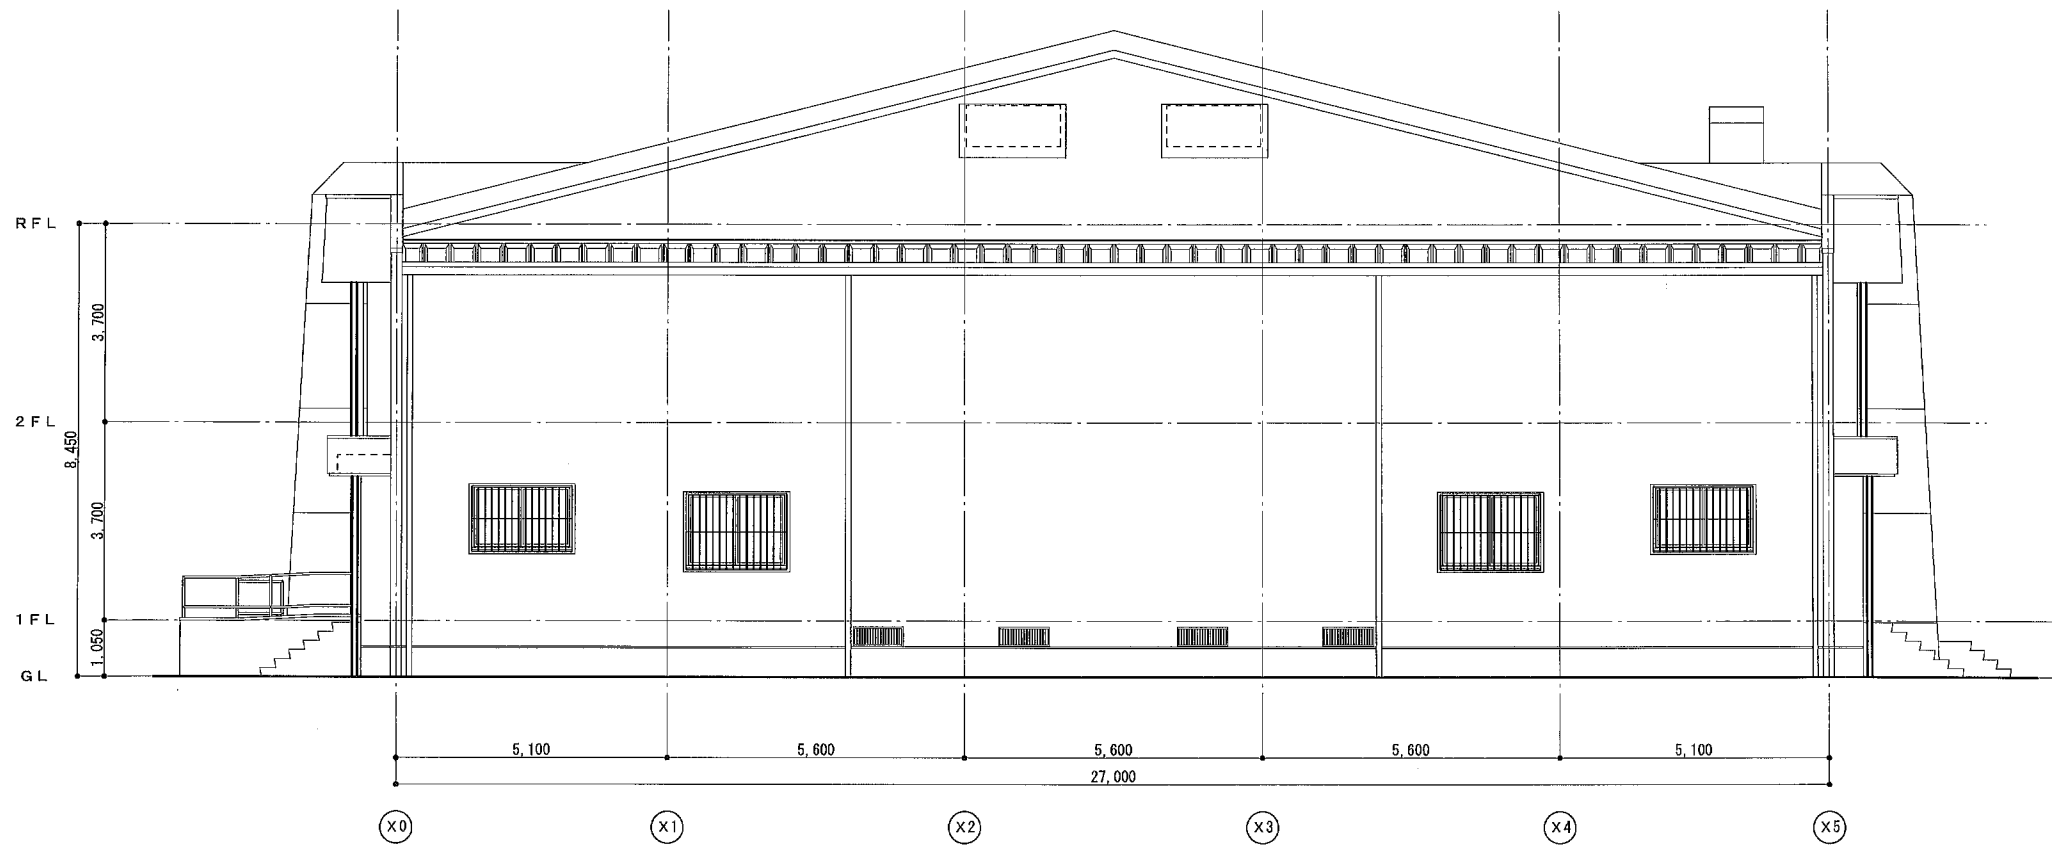 RFL
3,700
2FL
8,450
3,700
1FL
1,050
GL
5,100
5,600
5,600
5,600
5,100
27,000
X0
X1
X2
X3
X4
X5